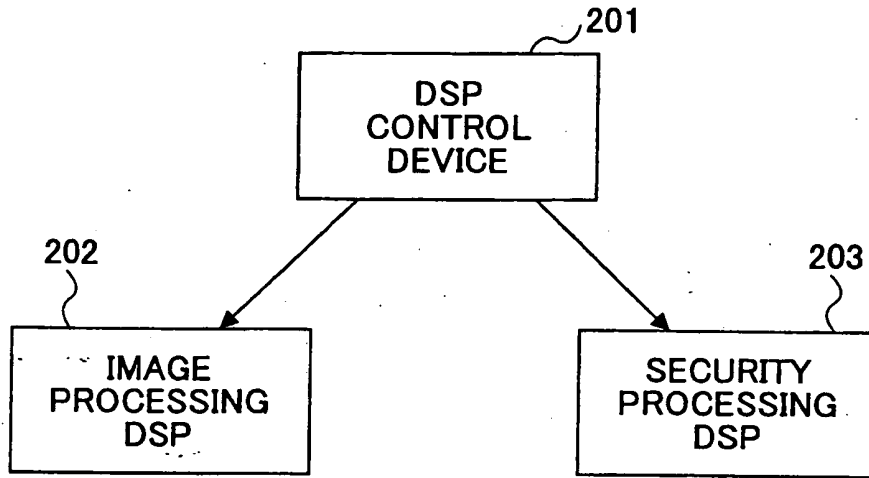 201
DSP
CONTROL
DEVICE
202
IMAGE
PROCESSING
DSP
203
SECURITY
PROCESSING
DSP